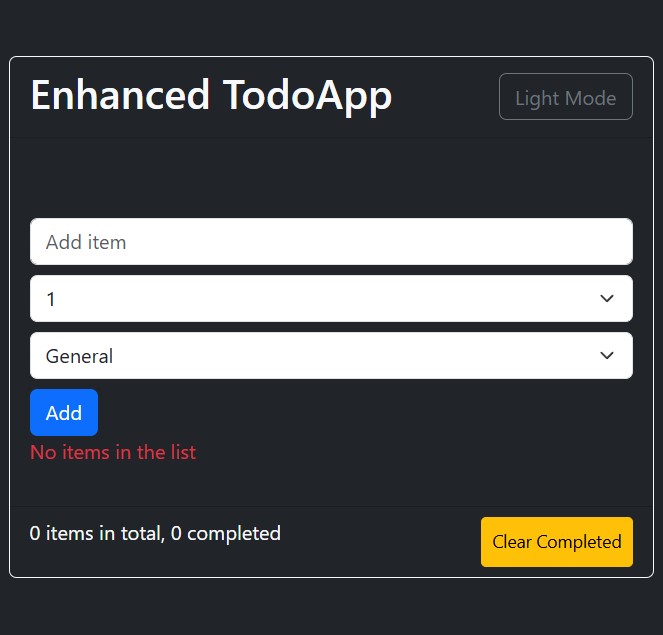 Enhanced TodoApp
Light Mode
Add item
1
General
Add
No items in the list
0 items in total, 0 completed
Clear Completed